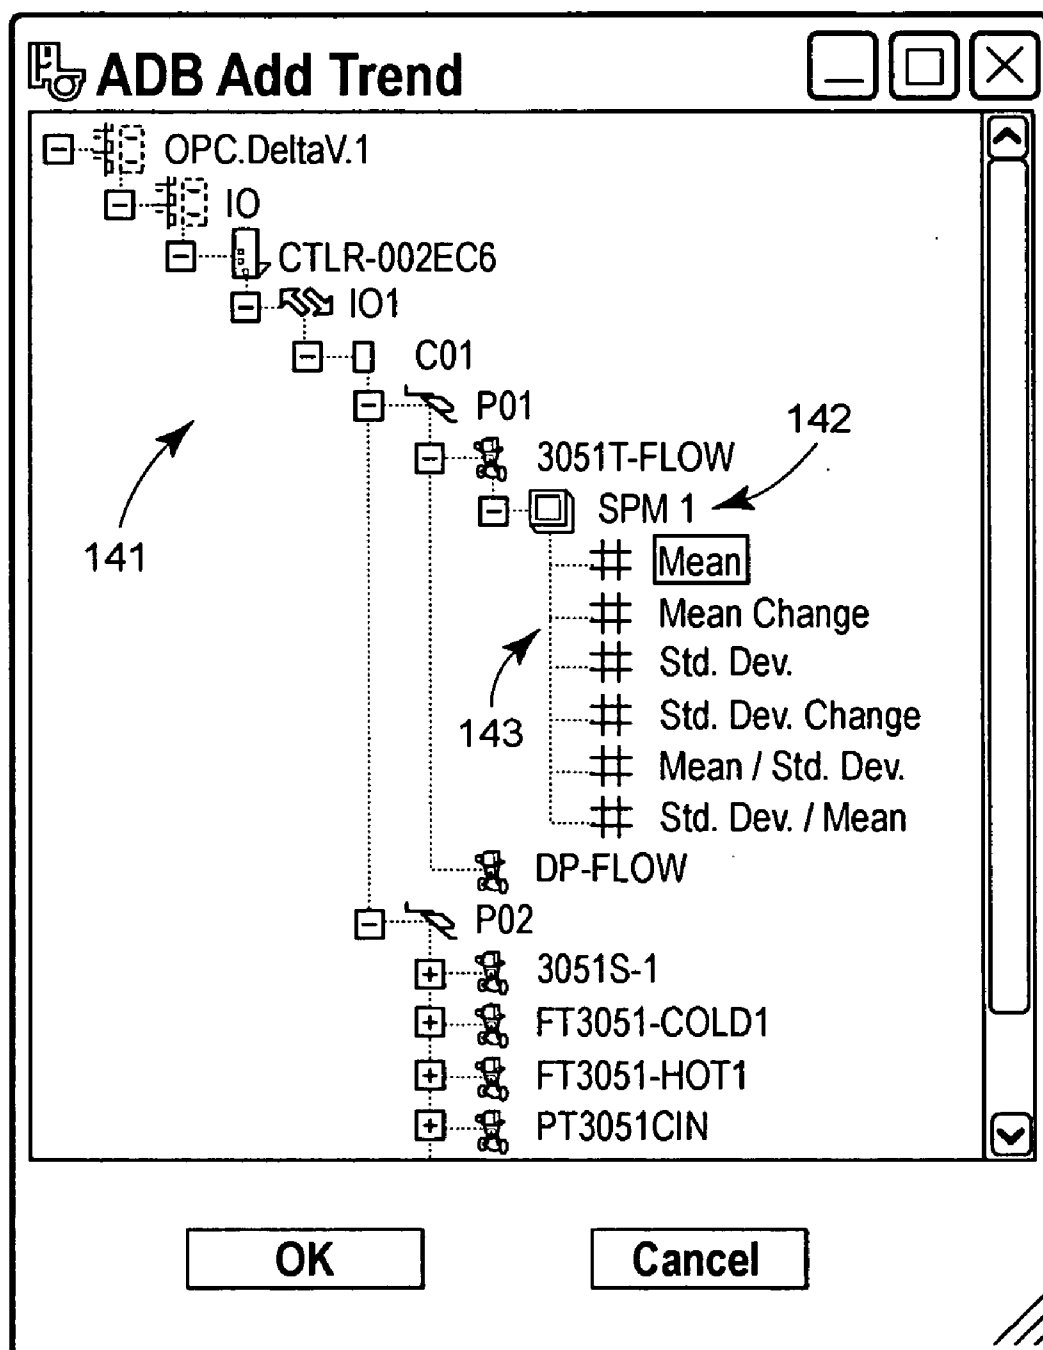 ADB Add Trend
OPC.DeltaV.1
IO
CTLR-002EC6
IO1
C01
P01
142
3051T-FLOW
SPM 1
141
Mean
Mean Change
Std. Dev.
143
Std. Dev. Change
Mean / Std. Dev.
Std. Dev. / Mean
DP-FLOW
P02
3051S-1
FT3051-COLD1
FT3051-HOT1
PT3051CIN
OK
Cancel